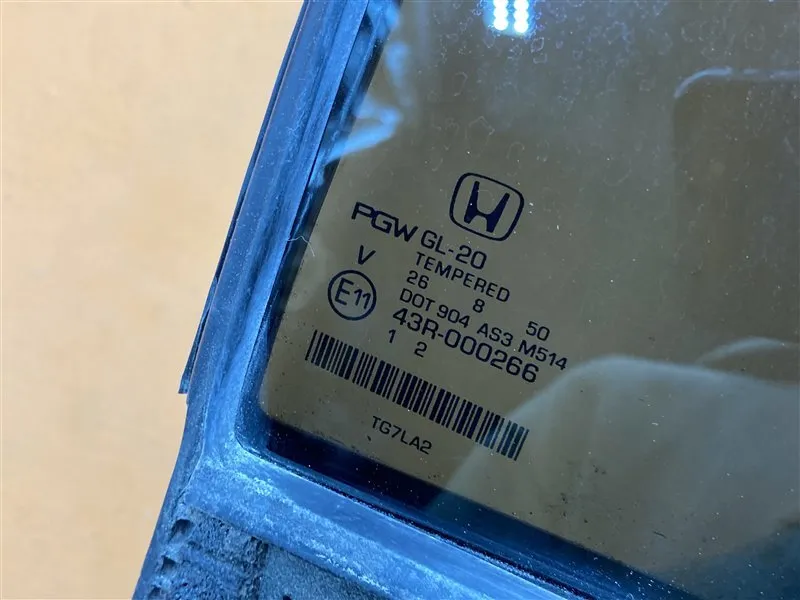 PGW GL-20
V TEMPERED
26 8 50
E11 DOT 904 AS3 M514
43R-000266
1 2
TG7LA2